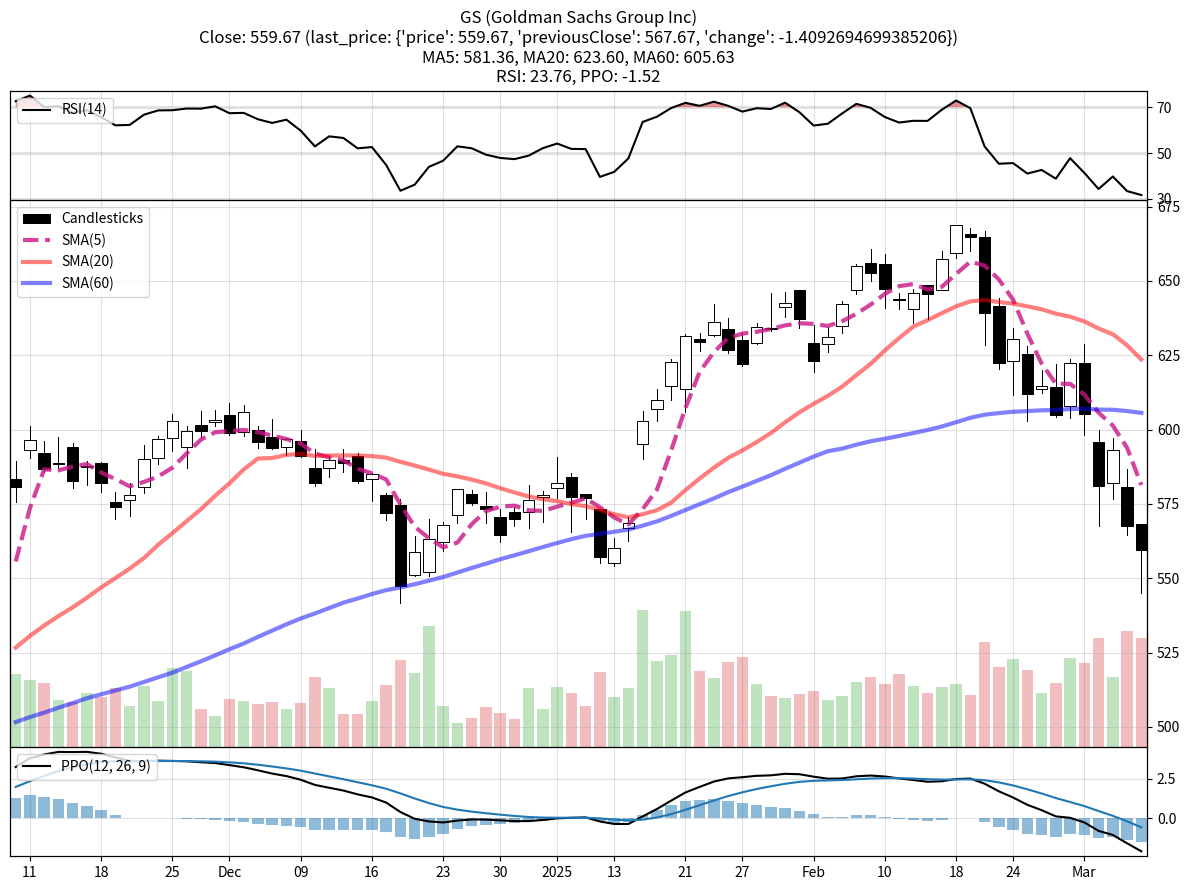 GS (Goldman Sachs Group Inc)
Close: 559.67 (last_price: {'price': 559.67, 'previousClose': 567.67, 'change': -1.4092694699385206})
MA5: 581.36, MA20: 623.60, MA60: 605.63
RSI: 23.76, PPO: -1.52
RSI(14)
70
50
30
675
Candlesticks
SMA(5)
SMA(20)
SMA(60)
650
625
600
575
550
525
500
PPO(12, 26, 9)
2.5
0.0
11 18 25 Dec 09 16 23 30 2025 13 21 27 Feb 10 18 24 Mar